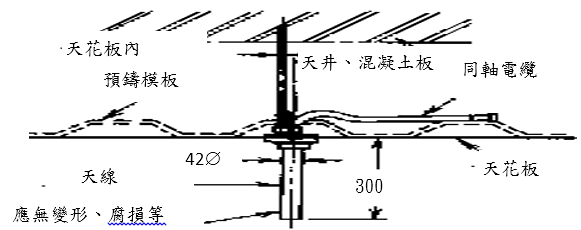 天花板內
預鑄模板
天井、混凝土板
同軸電纜
42∅
天線
300
天花板
應無變形、腐損等